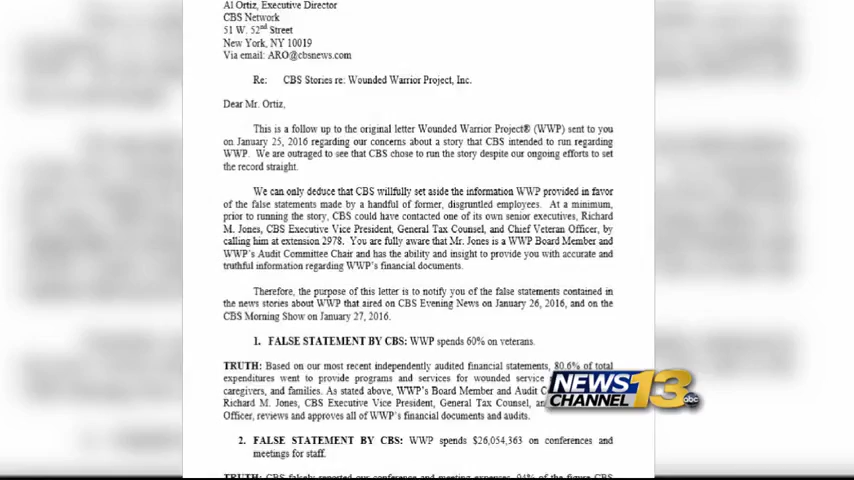 Al Ortiz, Executive Director
CBS Network
51 W. 52nd Street
New York, NY 10019
Via email: ARO@cbsnews.com
Re: CBS Stories re: Wounded Warrior Project, Inc.
Dear Mr. Ortiz,
This is a follow up to the original letter Wounded Warrior Project® (WWP) sent to you
on January 25, 2016 regarding our concerns about a story that CBS intended to run regarding
WWP. We are outraged to see that CBS chose to run the story despite our ongoing efforts to set
the record straight.
We can only deduce that CBS willfully set aside the information WWP provided in favor
of the false statements made by a handful of former, disgruntled employees. At a minimum,
prior to running the story, CBS could have contacted one of its own senior executives, Richard
M. Jones, CBS Executive Vice President, General Tax Counsel, and Chief Veteran Officer, by
calling him at extension 2978. You are fully aware that Mr. Jones is a WWP Board Member and
WWP's Audit Committee Chair and has the ability and insight to provide you with accurate and
truthful information regarding WWP's financial documents.
Therefore, the purpose of this letter is to notify you of the false statements contained in
the news stories about WWP that aired on CBS Evening News on January 26, 2016, and on the
CBS Morning Show on January 27, 2016.
1. FALSE STATEMENT BY CBS: WWP spends 60% on veterans.
TRUTH: Based on our most recent independently audited financial statements, 80.6% of total
expenditures went to provide programs and services for wounded service
caregivers, and families. As stated above, WWP's Board Member and Audit
Richard M. Jones, CBS Executive Vice President, General Tax Counsel,
Officer, reviews and approves all of WWP's financial documents and audits.
2. FALSE STATEMENT BY CBS: WWP spends $26,054,363 on conferences and
meetings for staff.
TRUTH: CBS falsely reported our conference and meeting expenses. 94% of the figure CBS
NEWS 13
CHANNEL abc